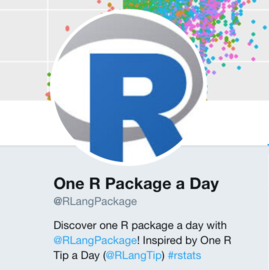 R
One R Package a Day
@RLangPackage
Discover one R package a day with
@RLangPackage! Inspired by One R
Tip a Day (@RLangTip) #rstats